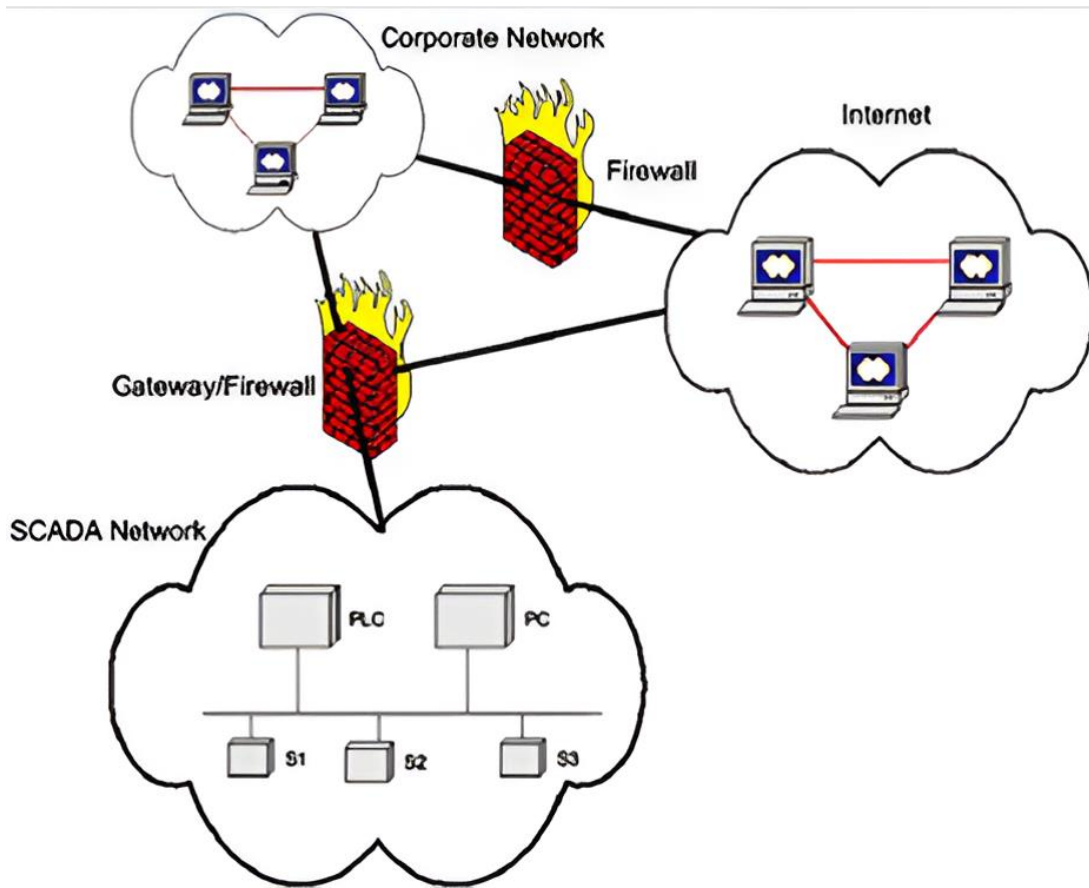 Corporate Network
Internet
Firewall
Gateway/Firewall
SCADA Network
PLC
PC
S1
S2
S3